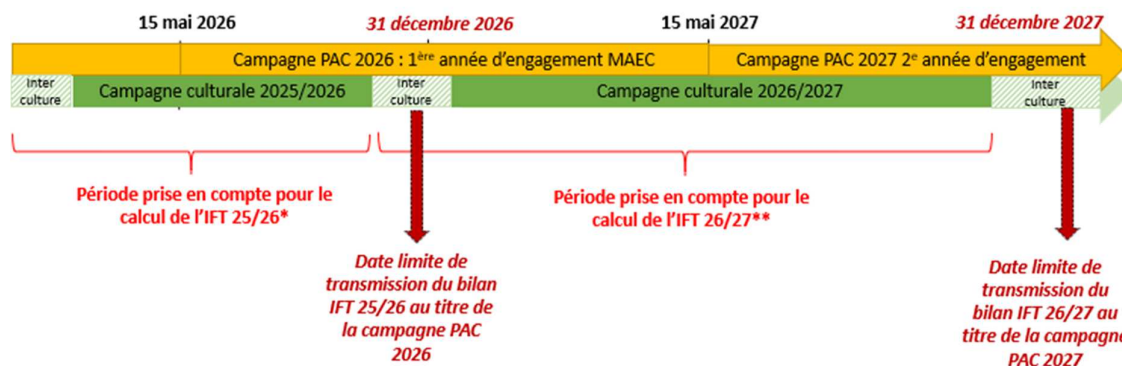 15 mai 2026
31 décembre 2026
15 mai 2027
31 décembre 2027
Campagne PAC 2026 : 1ère année d’engagement MAEC
Campagne PAC 2027 2e année d’engagement
Inter
culture
Campagne culturale 2025/2026
Inter
culture
Campagne culturale 2026/2027
Inter
culture
Période prise en compte pour le
calcul de l’IFT 25/26*
Période prise en compte pour le
calcul de l’IFT 26/27**
Date limite de
transmission du bilan
IFT 25/26 au titre de
la campagne PAC
2026
Date limite de
transmission du
bilan IFT 26/27 au
titre de la campagne
PAC 2027